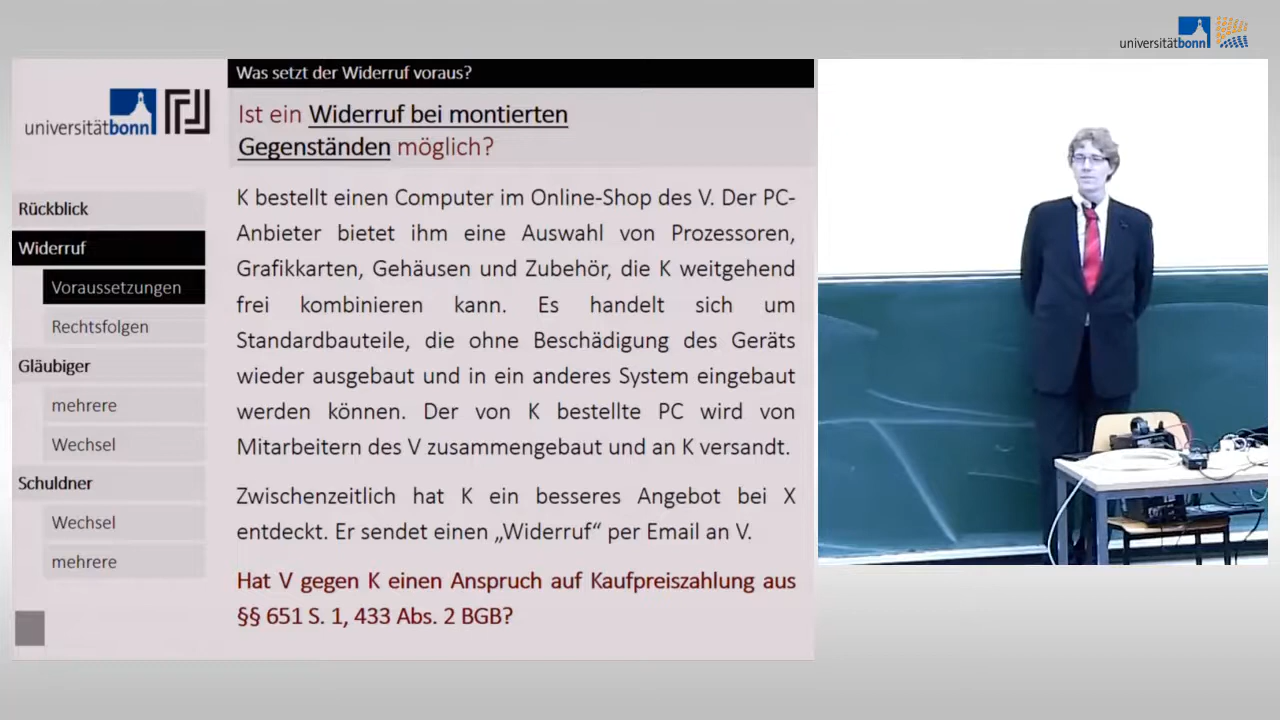 universitätbonn
Was setzt der Widerruf voraus?
universitätbonn
Ist ein Widerruf bei montierten
Gegenständen möglich?
Rückblick
Widerruf
Voraussetzungen
Rechtsfolgen
Gläubiger
mehrere
Wechsel
Schuldner
Wechsel
mehrere
K bestellt einen Computer im Online-Shop des V. Der PC-
Anbieter bietet ihm eine Auswahl von Prozessoren,
Grafikkarten, Gehäusen und Zubehör, die K weitgehend
frei kombinieren kann. Es handelt sich um
Standardbauteile, die ohne Beschädigung des Geräts
wieder ausgebaut und in ein anderes System eingebaut
werden können. Der von K bestellte PC wird von
Mitarbeitern des V zusammengebaut und an K versandt.
Zwischenzeitlich hat K ein besseres Angebot bei X
entdeckt. Er sendet einen „Widerruf“ per Email an V.
Hat V gegen K einen Anspruch auf Kaufpreiszahlung aus
§§ 651 S. 1, 433 Abs. 2 BGB?